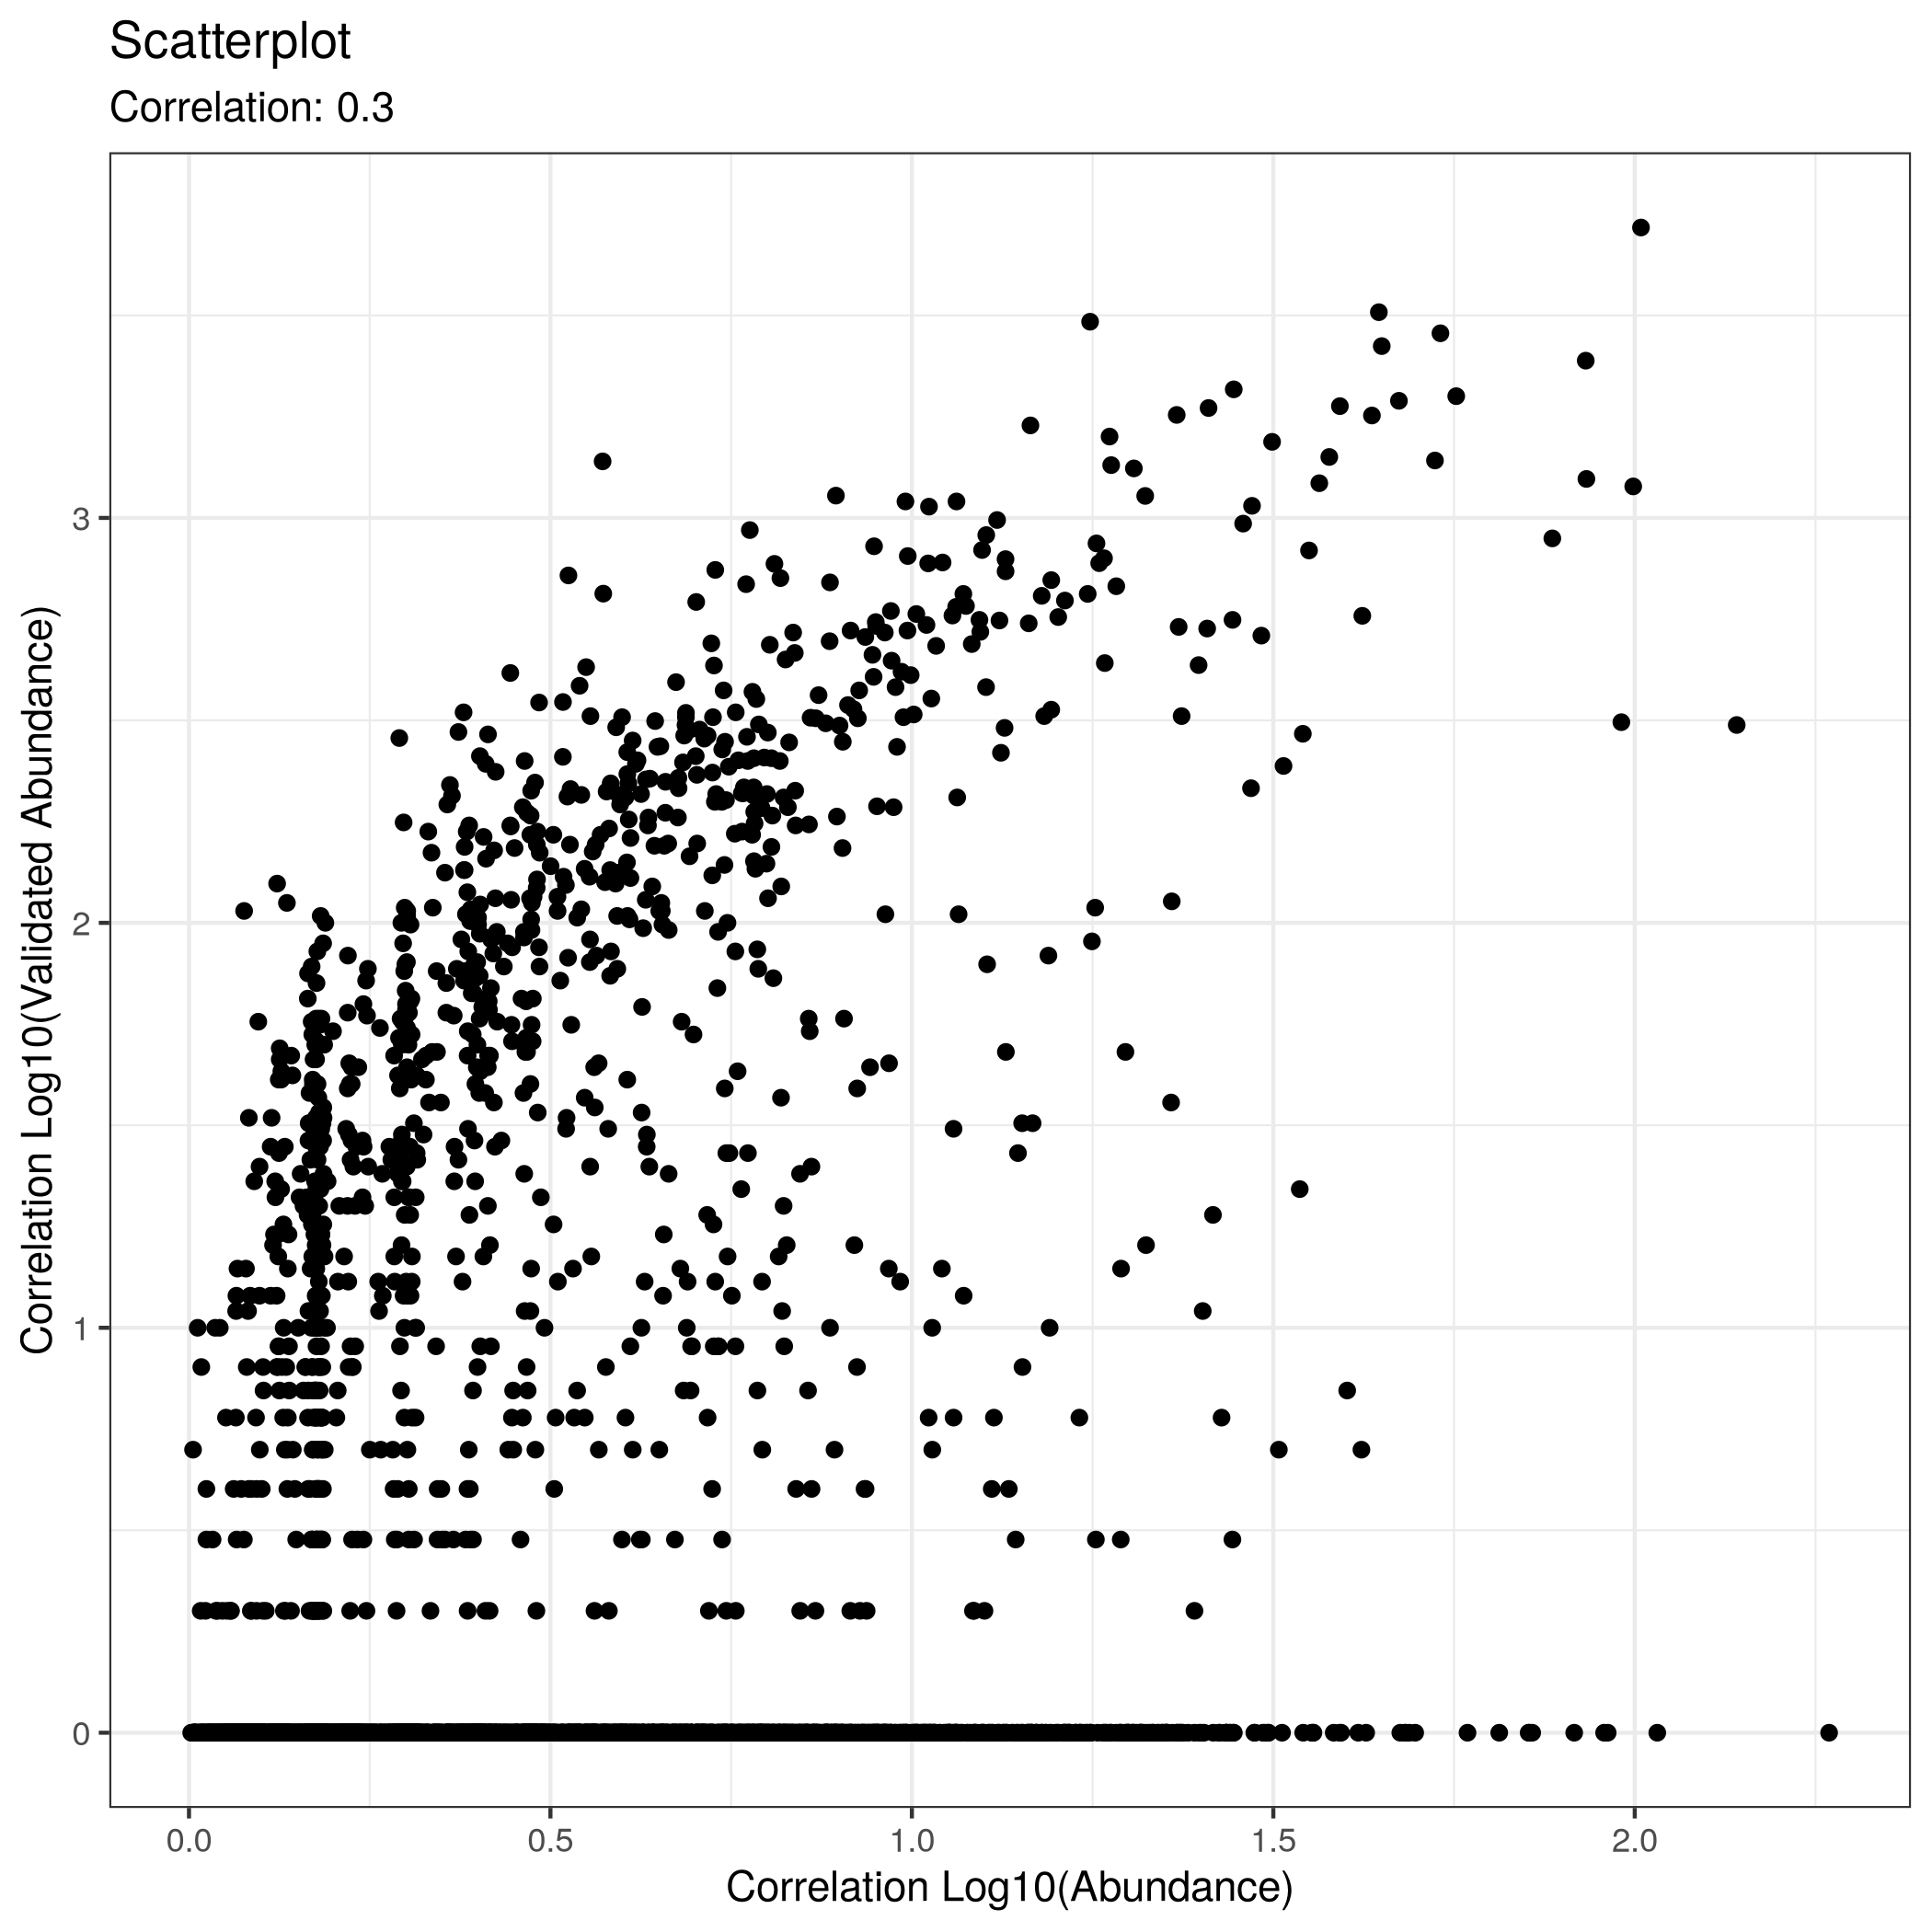 Scatterplot
Correlation: 0.3
Correlation Log10(Validated Abundance)
3
2
1
0
0.0 0.5 1.0 1.5 2.0
Correlation Log10(Abundance)